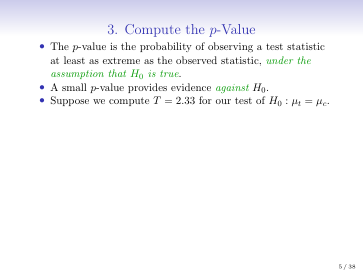 3. Compute the p-Value
• The p-value is the probability of observing a test statistic
at least as extreme as the observed statistic, under the
assumption that H₀ is true.
• A small p-value provides evidence against H₀.
• Suppose we compute T = 2.33 for our test of H₀ : μₜ = μ꜀.
5 / 38